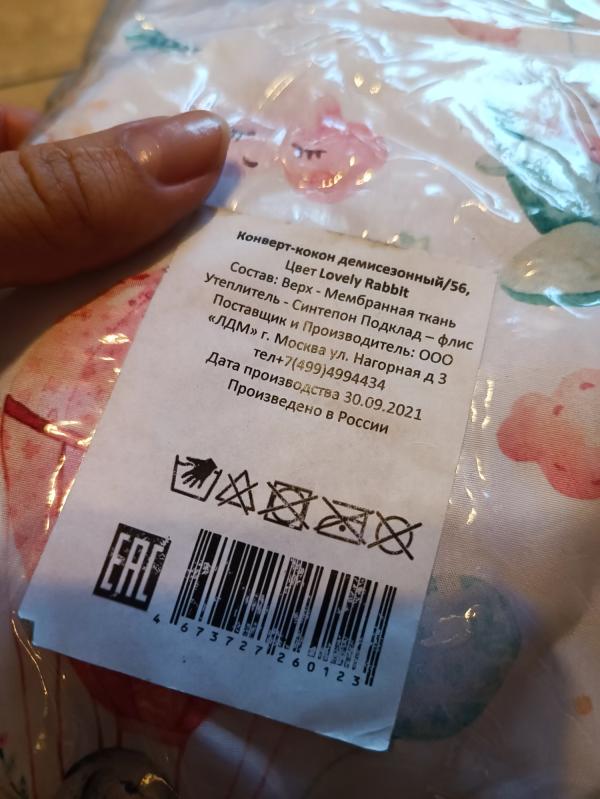 Конверт-кокон демисезонный/56,
Цвет Lovely Rabbit
Состав: Верх - Мембранная ткань
Утеплитель - Синтепон Подклад – флис
Поставщик и Производитель: ООО
«ЛДМ» г. Москва ул. Нагорная д 3
тел+7(499)4994434
Дата производства 30.09.2021
Произведено в России
EAC
4 673727 260123